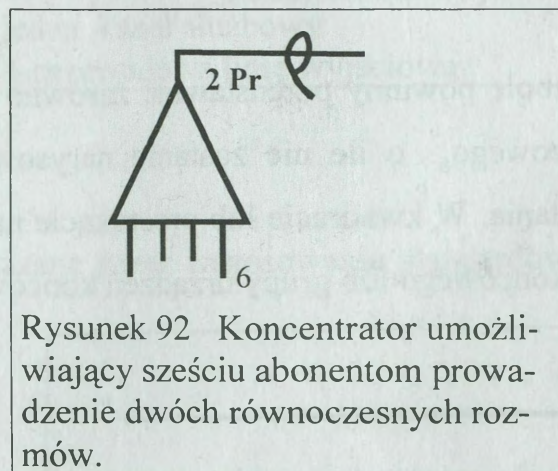 2 Pr
6
Rysunek 92 Koncentrator umożli-
wiający sześciu abonentom prowa-
dzenie dwóch równoczesnych roz-
mów.